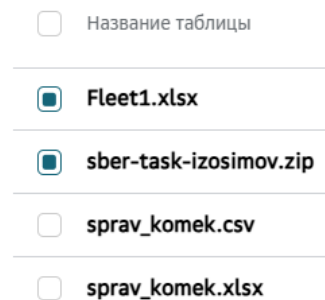 Название таблицы
Fleet1.xlsx
sber-task-izosimov.zip
sprav_komek.csv
sprav_komek.xlsx